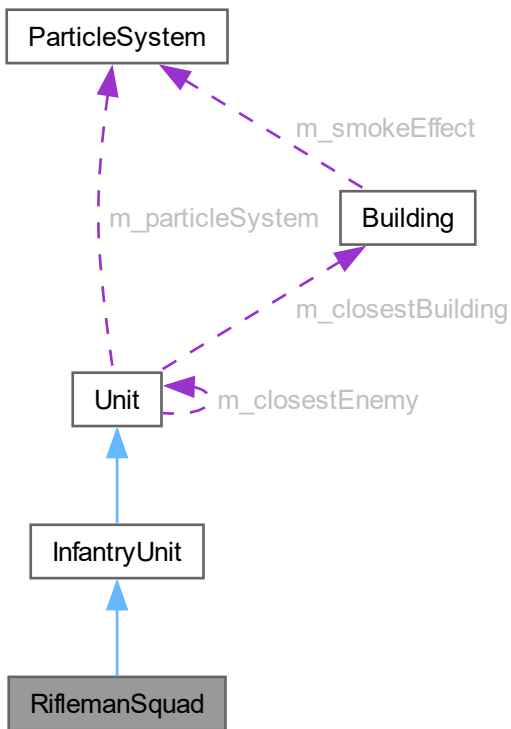 ParticleSystem
m_smokeEffect
m_particleSystem
Building
m_closestBuilding
Unit
m_closestEnemy
InfantryUnit
RiflemanSquad